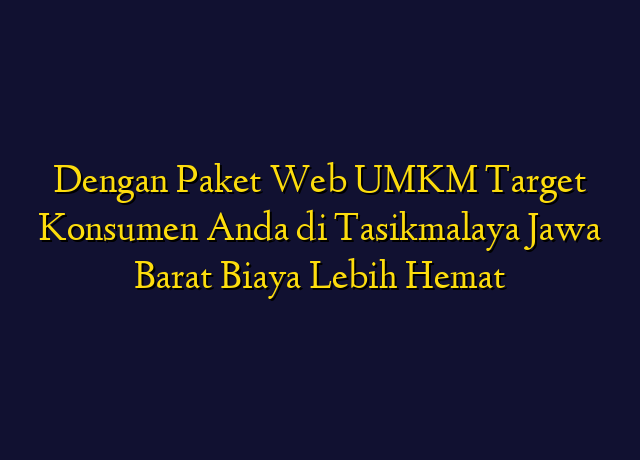 Dengan Paket Web UMKM Target
Konsumen Anda di Tasikmalaya Jawa
Barat Biaya Lebih Hemat